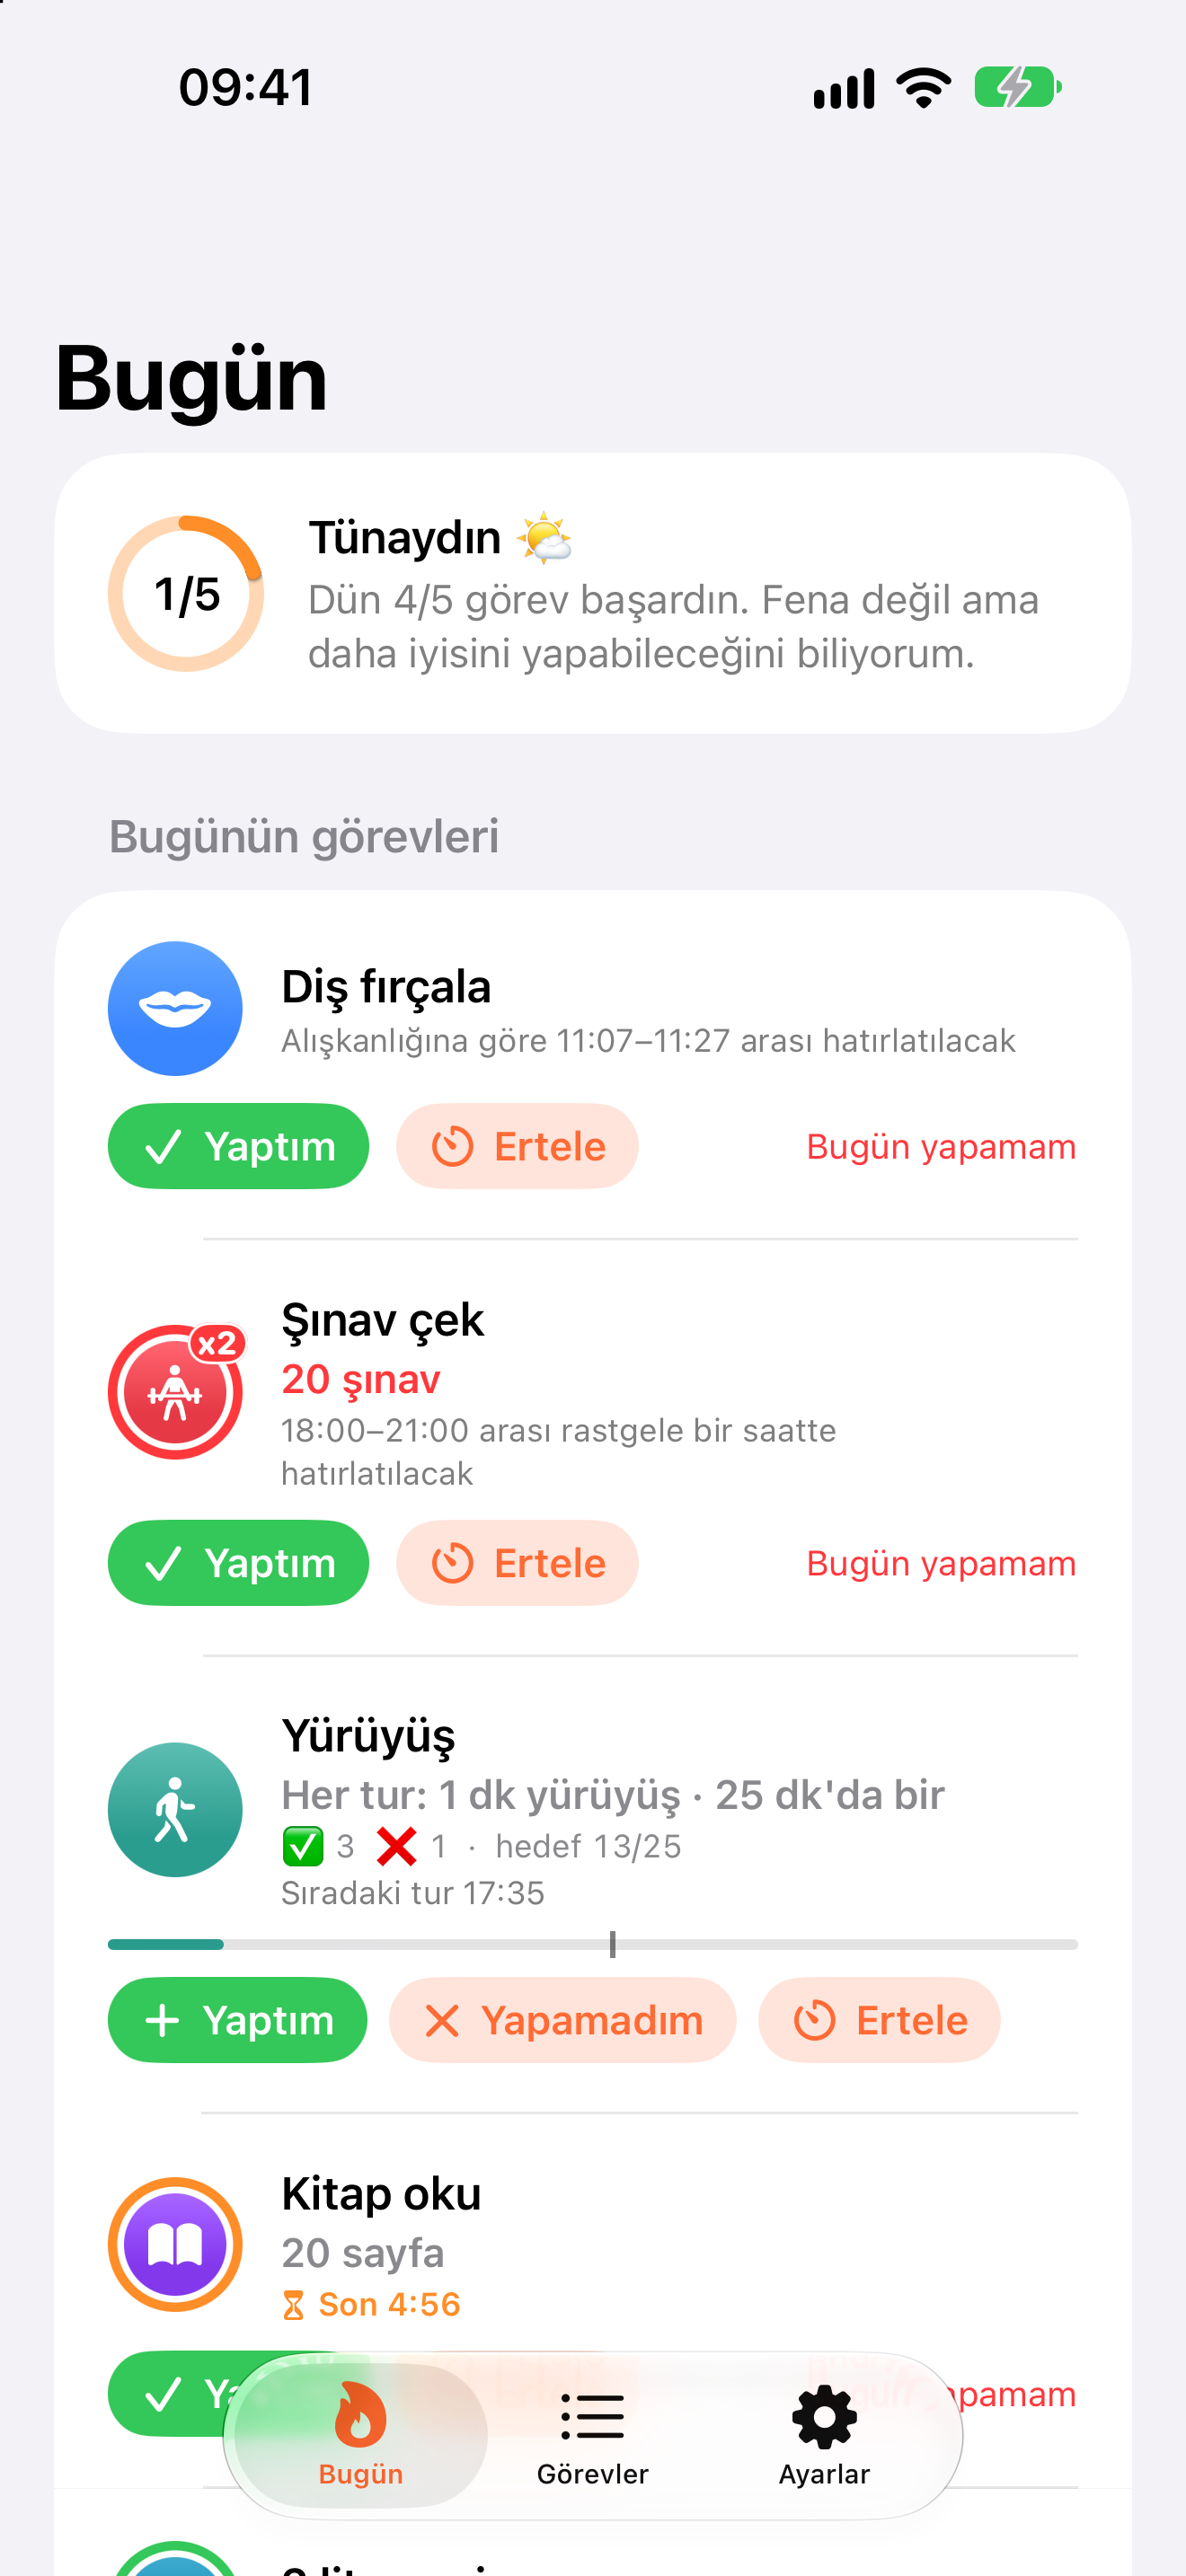 09:41
Bugün
1/5
Tünaydın
Dün 4/5 görev başardın. Fena değil ama
daha iyisini yapabileceğini biliyorum.
Bugünün görevleri
Diş fırçala
Alışkanlığına göre 11:07–11:27 arası hatırlatılacak
Yaptım
Ertele
Bugün yapamam
x2
Şınav çek
20 şınav
18:00–21:00 arası rastgele bir saatte
hatırlatılacak
Yaptım
Ertele
Bugün yapamam
Yürüyüş
Her tur: 1 dk yürüyüş · 25 dk'da bir
✅ 3 ❌ 1 · hedef 13/25
Sıradaki tur 17:35
Yaptım
Yapamadım
Ertele
Kitap oku
20 sayfa
Son 4:56
Bugün
Görevler
Ayarlar